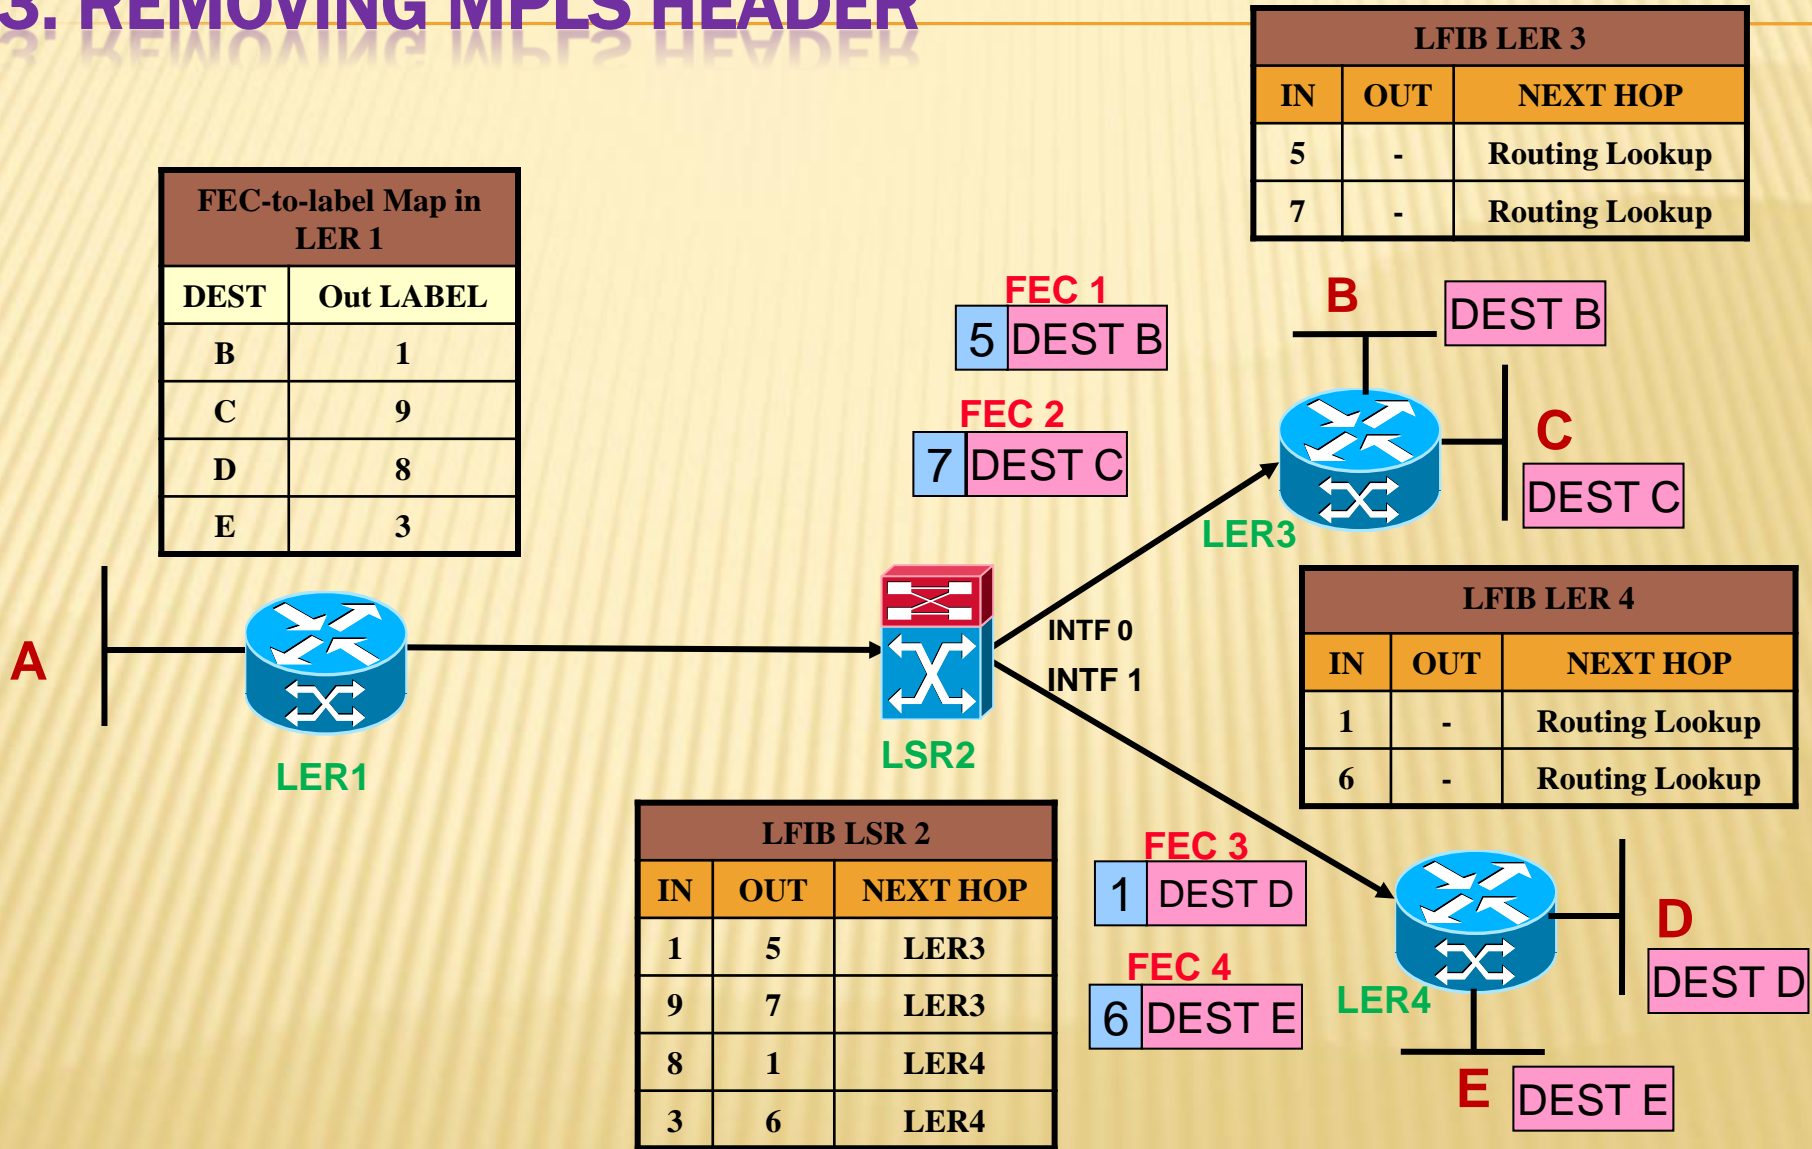 3. REMOVING MPLS HEADER
LFIB LER 3
IN OUT NEXT HOP
5 - Routing Lookup
7 - Routing Lookup
FEC-to-label Map in
LER 1
DEST Out LABEL
B 1
C 9
D 8
E 3
FEC 1
5 DEST B
FEC 2
7 DEST C
B
DEST B
C
DEST C
LER3
A
LER1
LSR2
INTF 0
INTF 1
LFIB LER 4
IN OUT NEXT HOP
1 - Routing Lookup
6 - Routing Lookup
LFIB LSR 2
IN OUT NEXT HOP
1 5 LER3
9 7 LER3
8 1 LER4
3 6 LER4
FEC 3
1 DEST D
FEC 4
6 DEST E
LER4
D
DEST D
E
DEST E